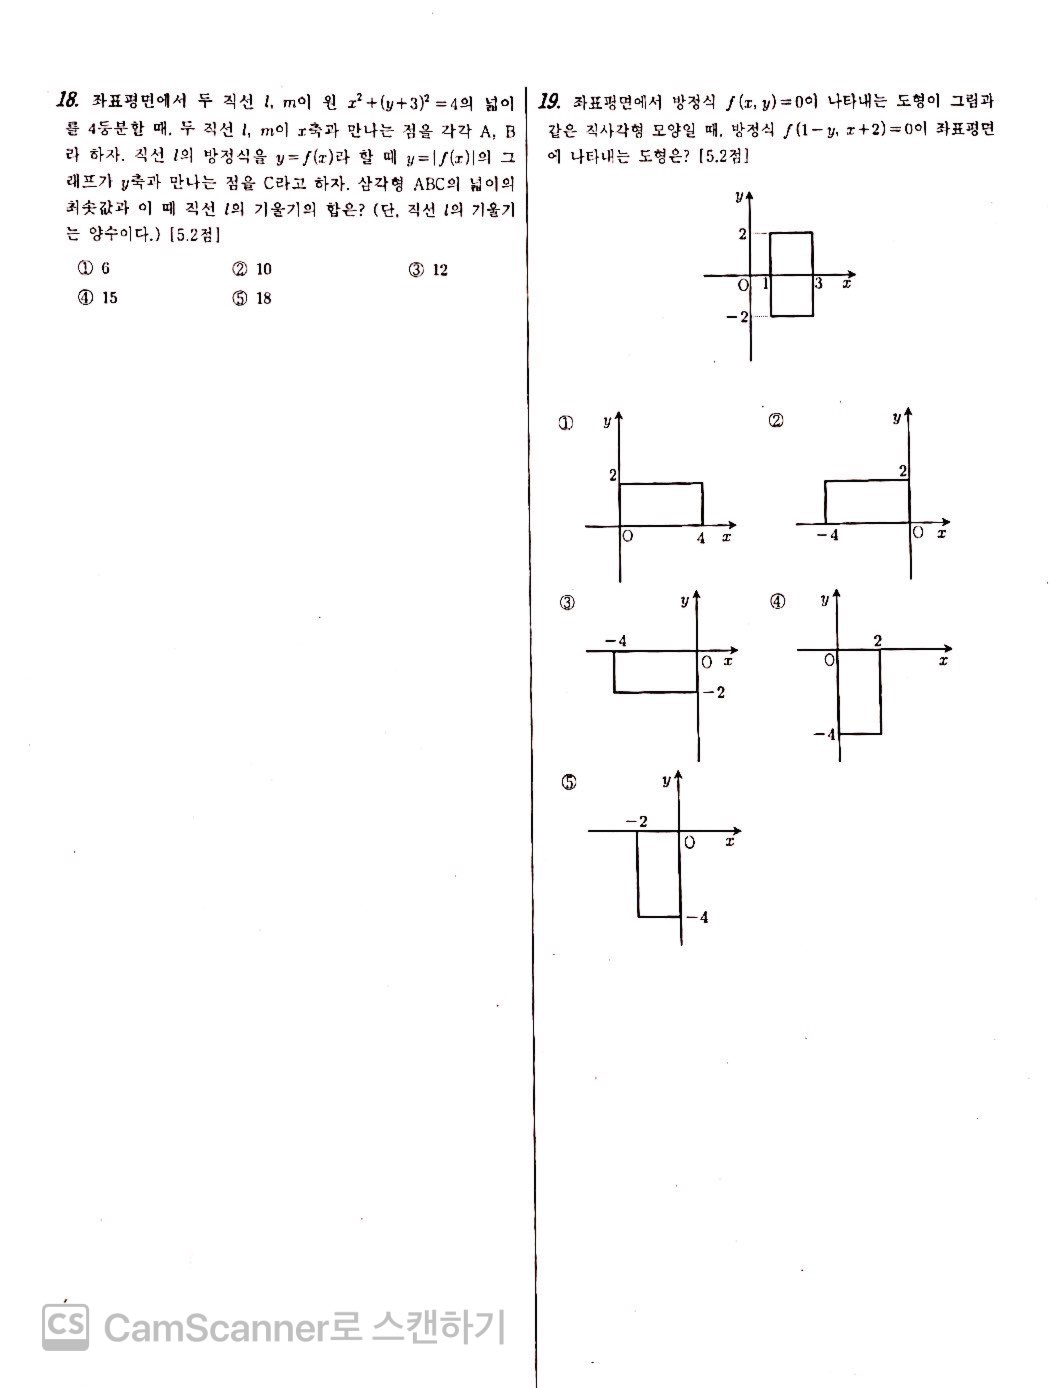 18. 좌표평면에서 두 직선 l, m이 원 x²+(y+3)²=4의 넓이
를 4등분한 때, 두 직선 l, m이 x축과 만나는 점을 각각 A, B
라 하자. 직선 l의 방정식을 y=f(x)라 할 때 y=|f(x)|의 그
래프가 y축과 만나는 점을 C라고 하자. 삼각형 ABC의 넓이의
최솟값과 이 때 직선 l의 기울기의 합은? (단, 직선 l의 기울기
는 양수이다.) [5.2점]
① 6 ② 10 ③ 12
④ 15 ⑤ 18
19. 좌표평면에서 방정식 f(x, y)=0이 나타내는 도형이 그림과
같은 직사각형 모양일 때, 방정식 f(1-y, x+2)=0이 좌표평면
에 나타내는 도형은? [5.2점]
y
2
O 1 3 x
-2
① y
2
O 4 x
② y
2
-4 O x
③ y
-4
O x
-2
④ y
2
O x
-4
⑤ y
-2
O x
-4
CS CamScanner로 스캔하기